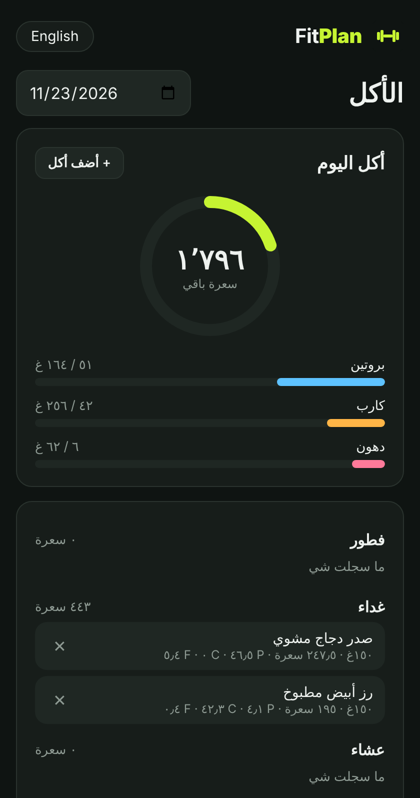 FitPlan
English
الأكل
11/23/2026
أكل اليوم
+ أضف أكل
١٬٧٩٦
سعرة باقي
بروتين
٥١ / ١٦٤ غ
كارب
٤٢ / ٢٥٦ غ
دهون
٦ / ٦٢ غ
فطور
٠ سعرة
ما سجلت شي
غداء
٤٤٣ سعرة
صدر دجاج مشوي
١٥٠غ · ٢٤٧٫٥ سعرة · P ٤٦٫٥ · C ٠ · F ٥٫٤
✕
رز أبيض مطبوخ
١٥٠غ · ١٩٥ سعرة · P ٤٫١ · C ٤٢٫٣ · F ٠٫٤
✕
عشاء
٠ سعرة
ما سجلت شي